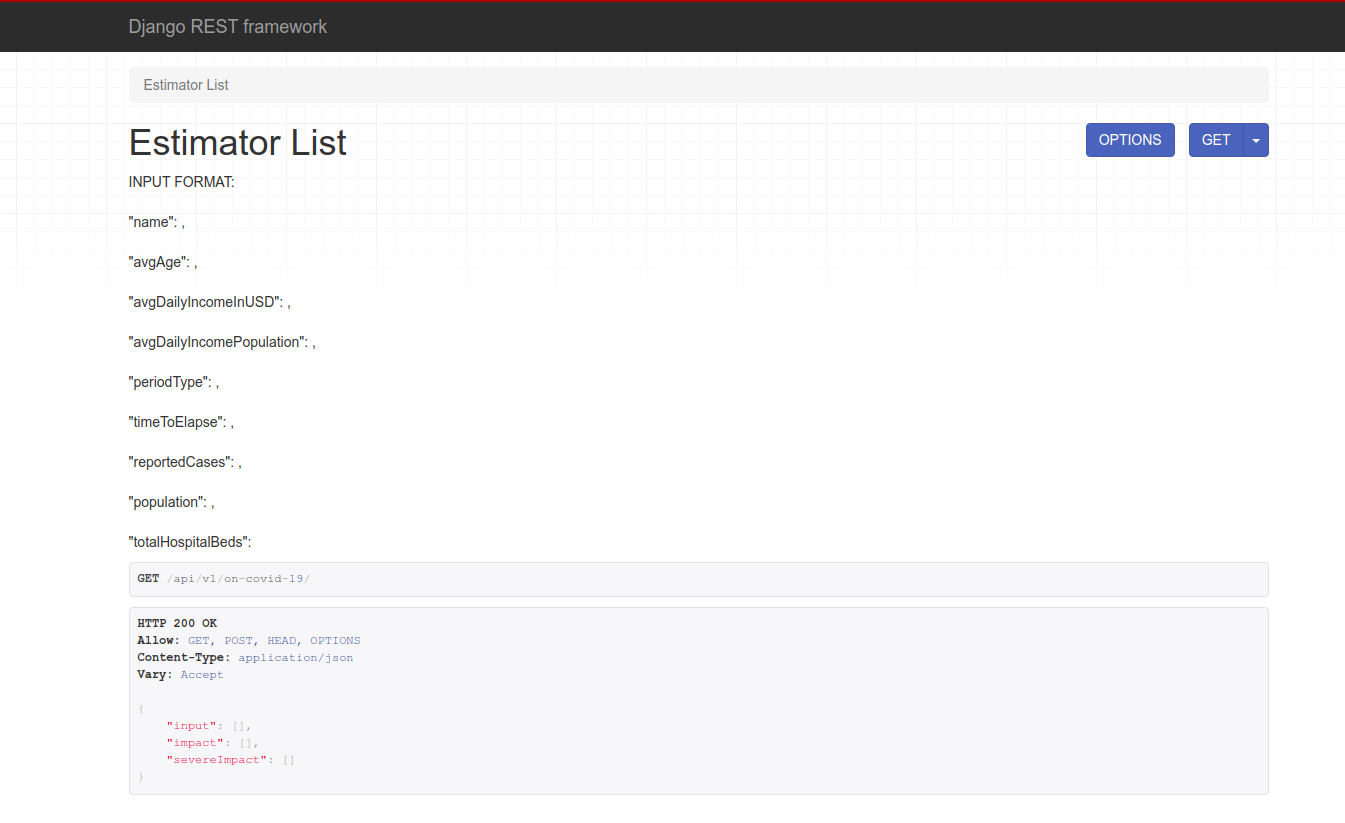 Django REST framework
Estimator List
Estimator List
OPTIONS
GET
INPUT FORMAT:
"name": ,
"avgAge": ,
"avgDailyIncomeInUSD": ,
"avgDailyIncomePopulation": ,
"periodType": ,
"timeToElapse": ,
"reportedCases": ,
"population": ,
"totalHospitalBeds":
GET /api/v1/on-covid-19/
HTTP 200 OK
Allow: GET, POST, HEAD, OPTIONS
Content-Type: application/json
Vary: Accept
{
"input": [],
"impact": [],
"severeImpact": []
}